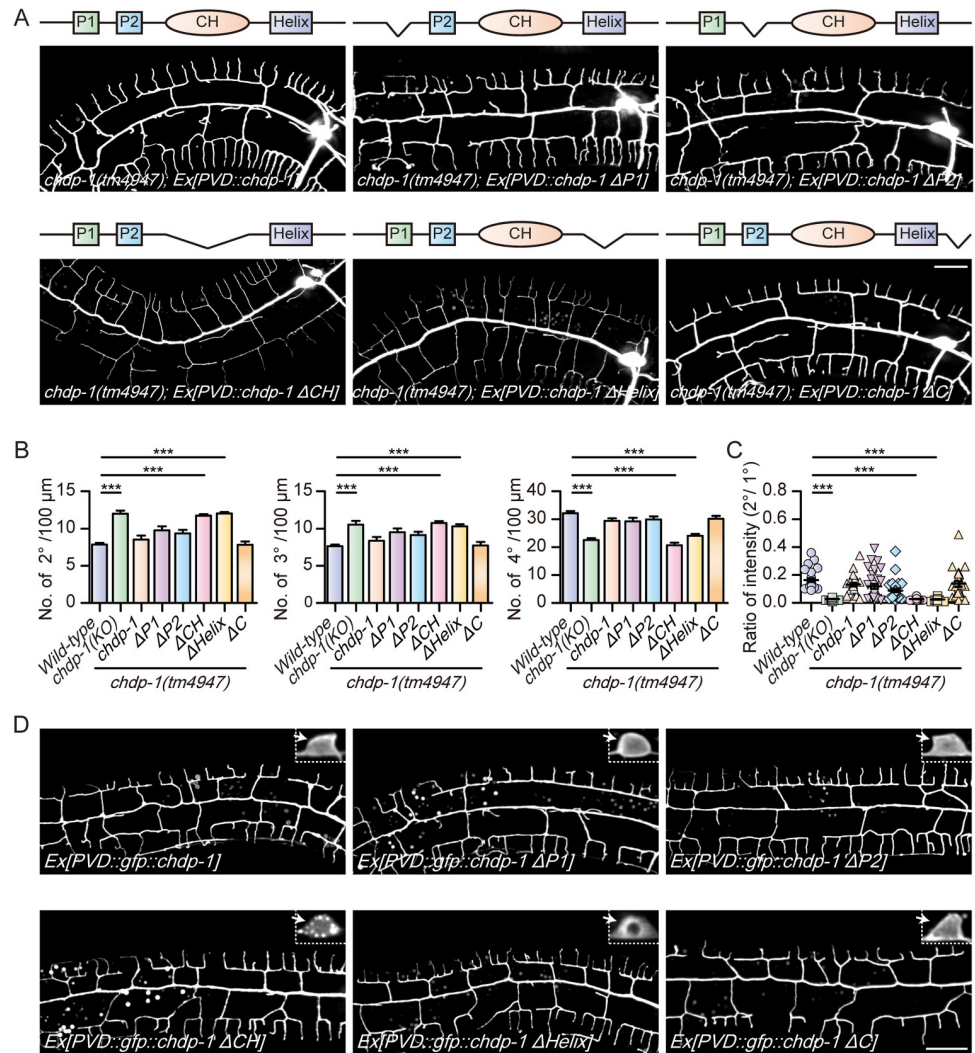 A
P1 P2 CH Helix
P2 CH Helix
P1 CH Helix
chdp-1(tm4947); Ex[PVD::chdp-1]
chdp-1(tm4947); Ex[PVD::chdp-1 ΔP1]
chdp-1(tm4947); Ex[PVD::chdp-1 ΔP2]
P1 P2 Helix
P1 P2 CH
P1 P2 CH Helix
chdp-1(tm4947); Ex[PVD::chdp-1 ΔCH]
chdp-1(tm4947); Ex[PVD::chdp-1 ΔHelix]
chdp-1(tm4947); Ex[PVD::chdp-1 ΔC]
B
No. of 2° /100 μm
15
10
5
0
***
***
***
Wild-type
chdp-1(KO)
chdp-1
ΔP1
ΔP2
ΔCH
ΔHelix
ΔC
chdp-1(tm4947)
No. of 3° /100 μm
15
10
5
0
***
***
***
Wild-type
chdp-1(KO)
chdp-1
ΔP1
ΔP2
ΔCH
ΔHelix
ΔC
chdp-1(tm4947)
No. of 4° /100 μm
40
30
20
10
0
***
***
***
Wild-type
chdp-1(KO)
chdp-1
ΔP1
ΔP2
ΔCH
ΔHelix
ΔC
chdp-1(tm4947)
C
Ratio of intensity (2°/ 1°)
0.8
0.6
0.4
0.2
0.0
***
***
***
Wild-type
chdp-1(KO)
chdp-1
ΔP1
ΔP2
ΔCH
ΔHelix
ΔC
chdp-1(tm4947)
D
Ex[PVD::gfp::chdp-1]
Ex[PVD::gfp::chdp-1 ΔP1]
Ex[PVD::gfp::chdp-1 ΔP2]
Ex[PVD::gfp::chdp-1 ΔCH]
Ex[PVD::gfp::chdp-1 ΔHelix]
Ex[PVD::gfp::chdp-1 ΔC]